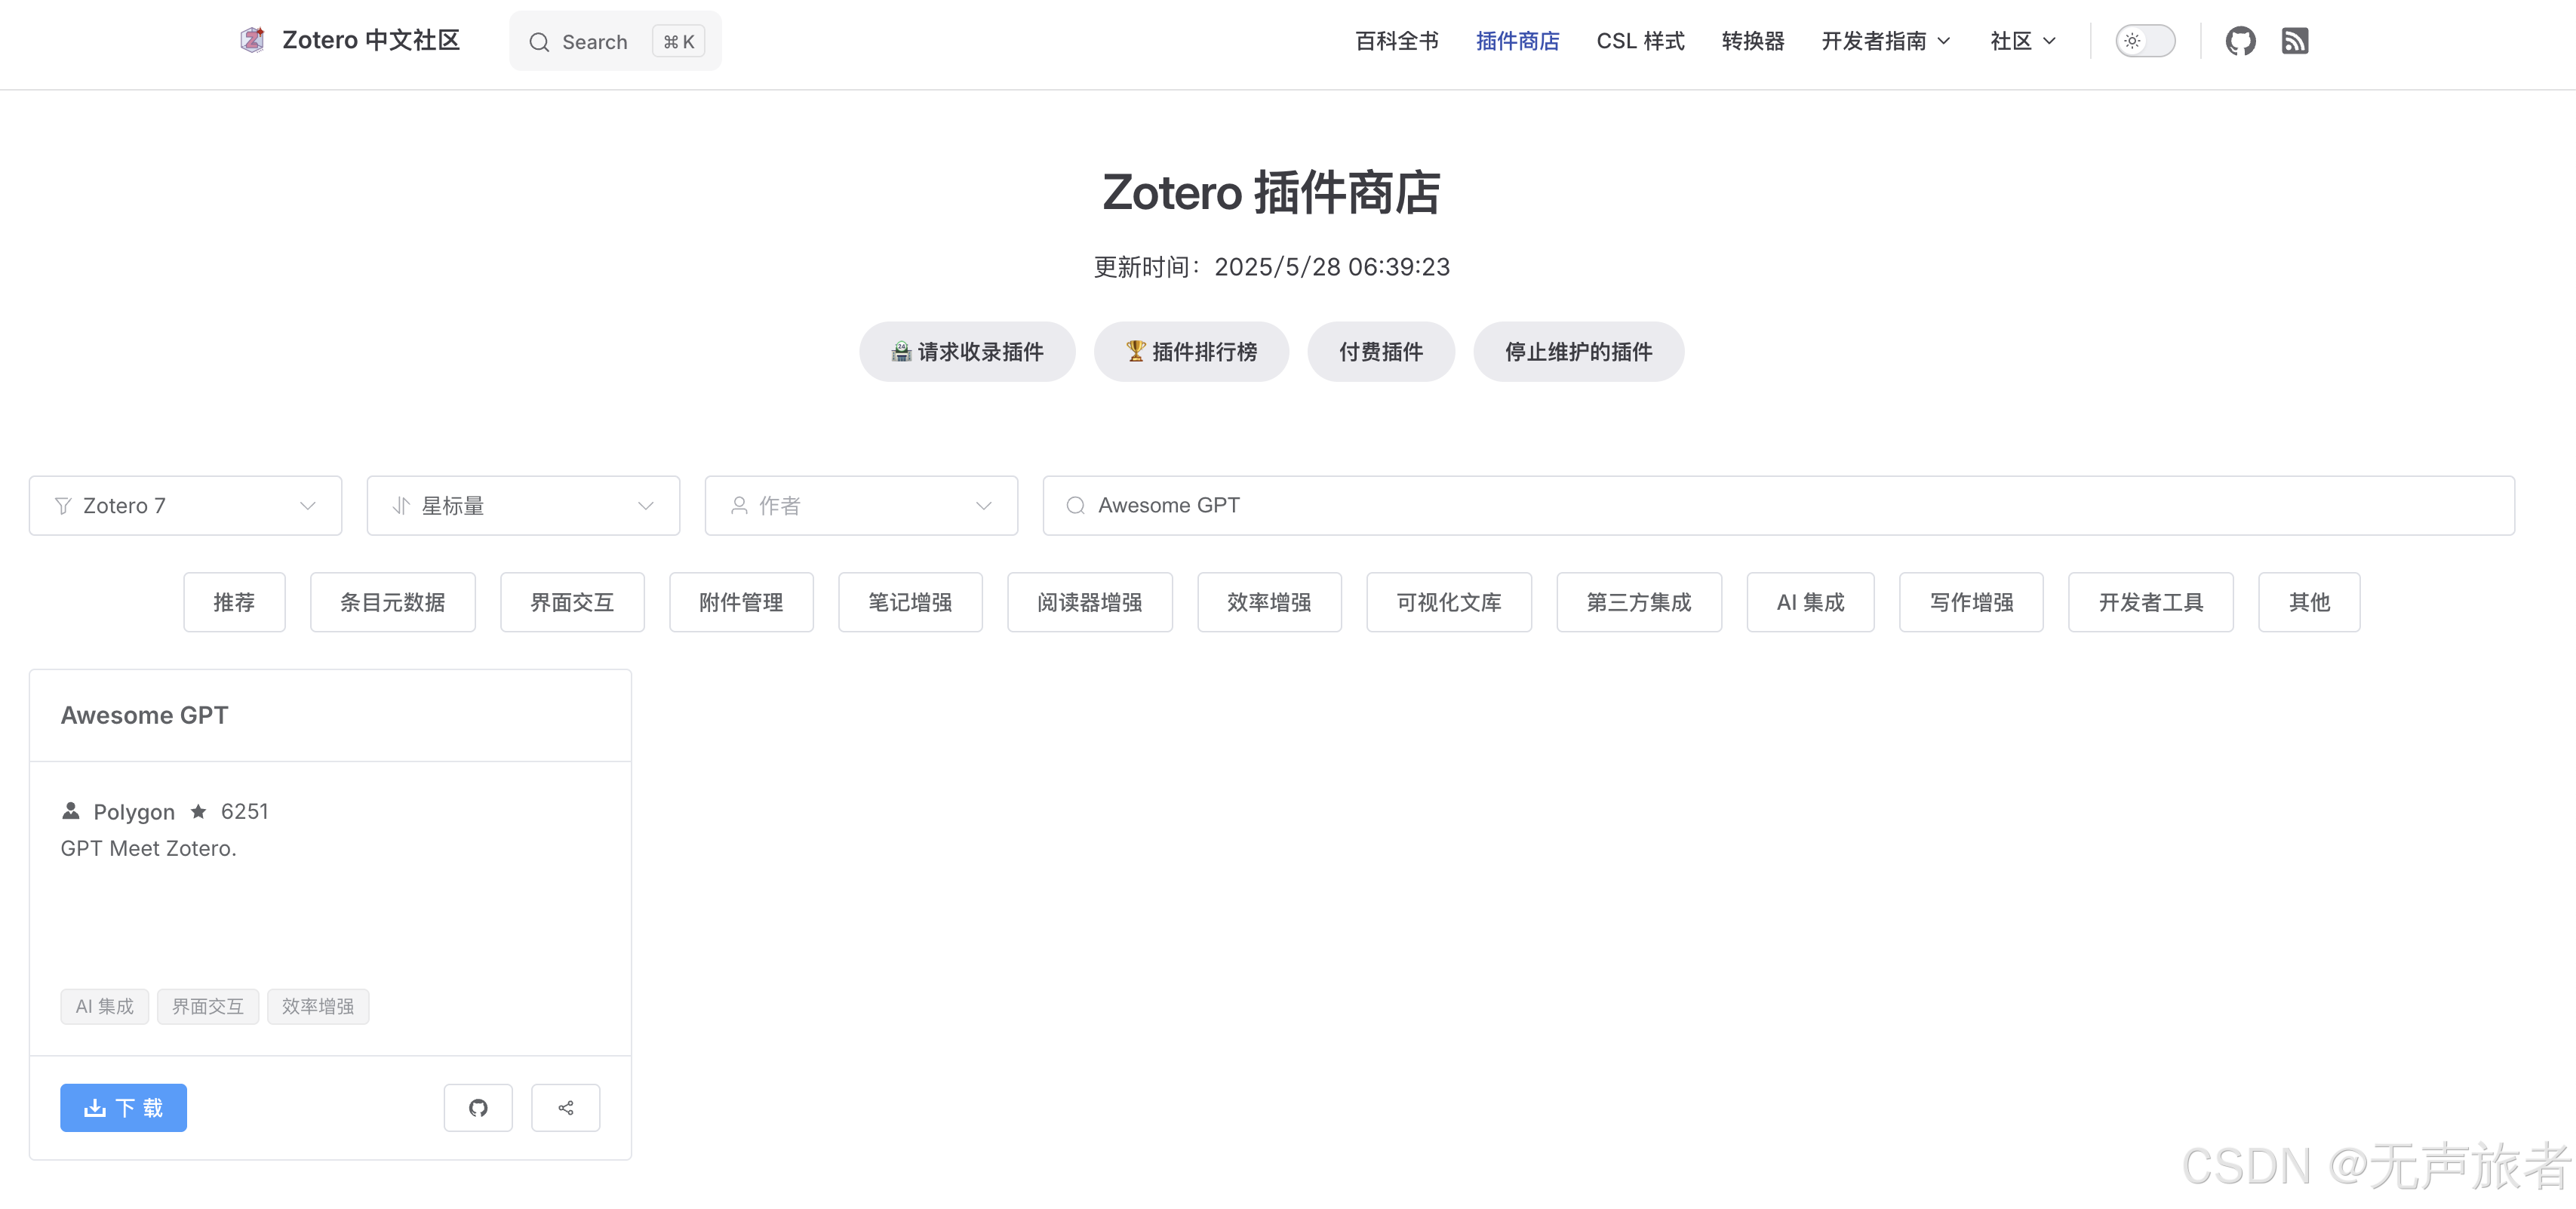 Zotero 中文社区 Search ⌘ K 百科全书 插件商店 CSL 样式 转换器 开发者指南 社区
Zotero 插件商店
更新时间：2025/5/28 06:39:23
请求收录插件 插件排行榜 付费插件 停止维护的插件
Zotero 7 星标量 作者 Awesome GPT
推荐 条目元数据 界面交互 附件管理 笔记增强 阅读器增强 效率增强 可视化文库 第三方集成 AI 集成 写作增强 开发者工具 其他
Awesome GPT
Polygon ★ 6251
GPT Meet Zotero.
AI 集成 界面交互 效率增强
下 载
CSDN @无声旅者